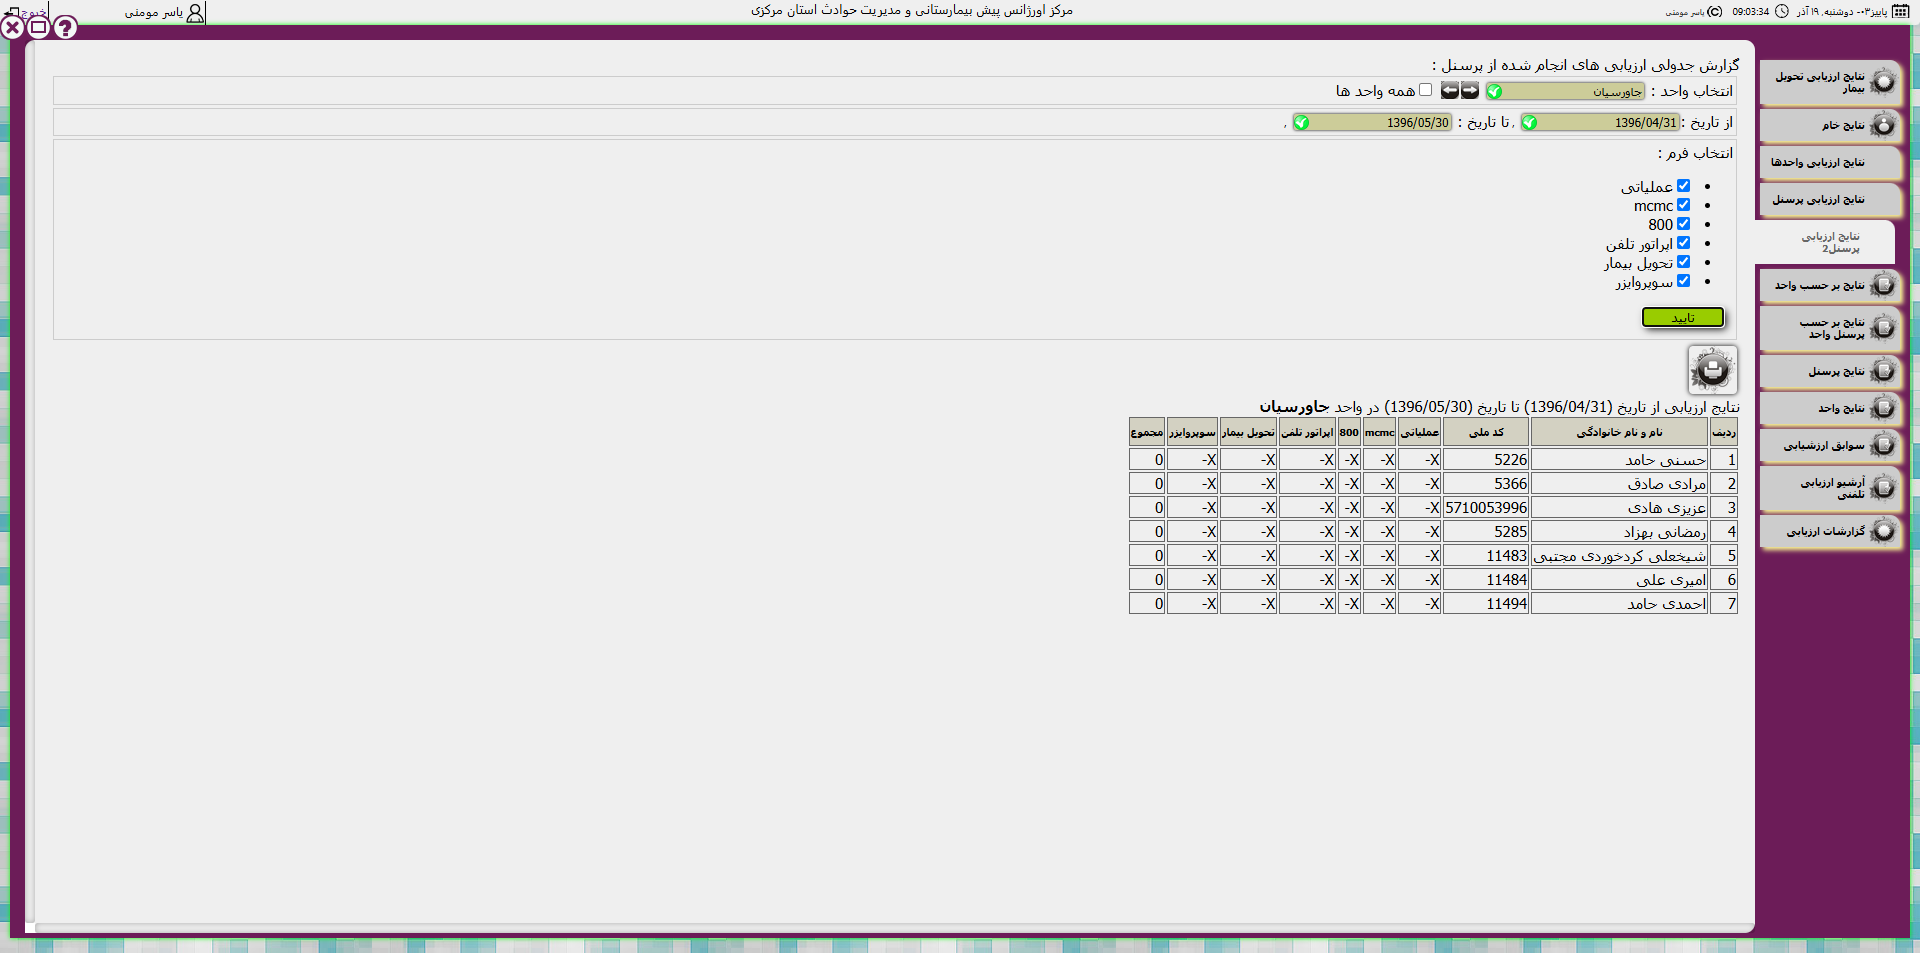 پاییز۰۳- دوشنبه, ۱۹ آذر 09:03:34 (C) یاسر مومنی
مرکز اورژانس پیش بیمارستانی و مدیریت حوادث استان مرکزی
یاسر مومنی
خروج
نتایج ارزیابی تحویل
بیمار
نتایج خام
نتایج ارزیابی واحدها
نتایج ارزیابی پرسنل
نتایج ارزیابی
پرسنل2
نتایج بر حسب واحد
نتایج بر حسب
پرسنل واحد
نتایج پرسنل
نتایج واحد
سوابق ارزشیابی
آرشیو ارزیابی
تلفنی
گزارشات ارزیابی
گزارش جدولی ارزیابی های انجام شده از پرسنل :
انتخاب واحد : جاورسیان همه واحد ها
از تاریخ : 1396/04/31 , تا تاریخ : 1396/05/30 ,
انتخاب فرم :
عملیاتی
mcmc
800
اپراتور تلفن
تحویل بیمار
سوپروایزر
تایید
نتایج ارزیابی از تاریخ (1396/04/31) تا تاریخ (1396/05/30) در واحد جاورسیان
ردیف نام و نام خانوادگی کد ملی عملیاتی mcmc 800 اپراتور تلفن تحویل بیمار سوپروایزر مجموع
1 حسنی حامد 5226 -X -X -X -X -X -X 0
2 مرادی صادق 5366 -X -X -X -X -X -X 0
3 عزیزی هادی 5710053996 -X -X -X -X -X -X 0
4 رمضانی بهزاد 5285 -X -X -X -X -X -X 0
5 شیخعلی کردخوردی مجتبی 11483 -X -X -X -X -X -X 0
6 امیری علی 11484 -X -X -X -X -X -X 0
7 احمدی حامد 11494 -X -X -X -X -X -X 0